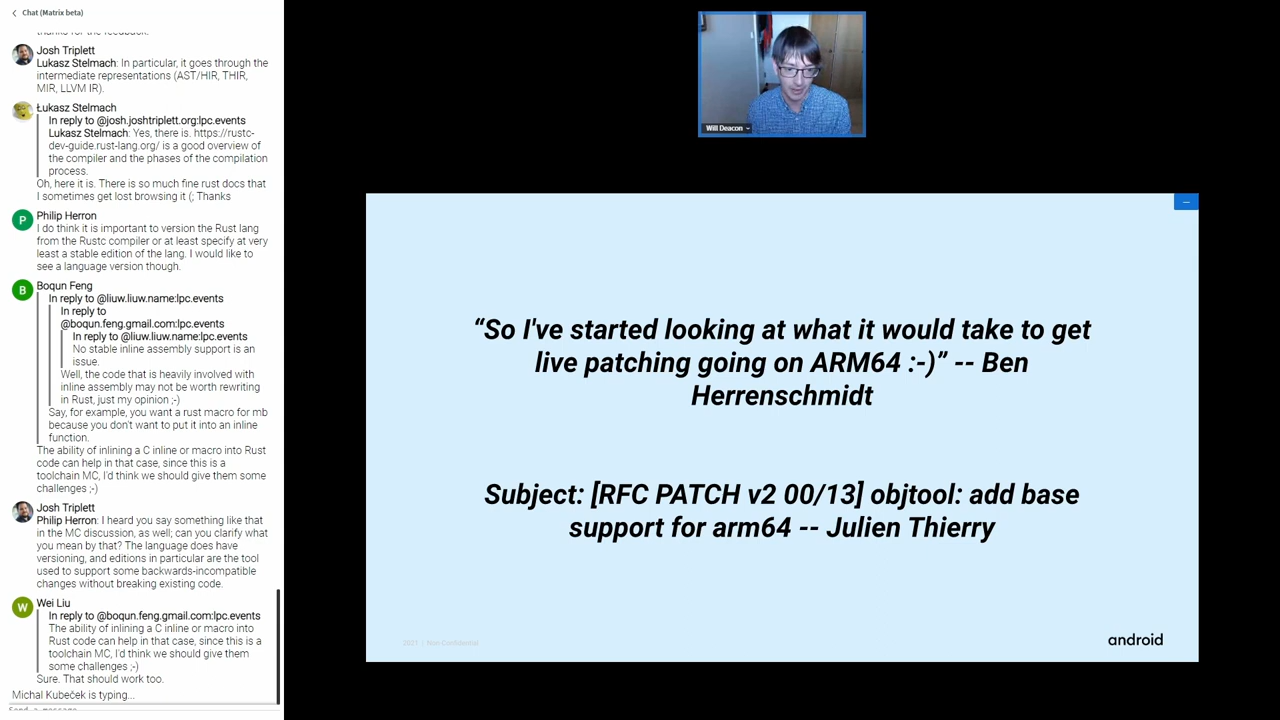 Chat (Matrix beta)
thanks for the feedback.
Josh Triplett
Lukasz Stelmach: In particular, it goes through the
intermediate representations (AST/HIR, THIR,
MIR, LLVM IR).
Łukasz Stelmach
In reply to @josh.joshtriplett.org:lpc.events
Lukasz Stelmach: Yes, there is. https://rustc-
dev-guide.rust-lang.org/ is a good overview of
the compiler and the phases of the compilation
process.
Oh, here it is. There is so much fine rust docs that
I sometimes get lost browsing it (; Thanks
P
Philip Herron
I do think it is important to version the Rust lang
from the Rustc compiler or at least specify at very
least a stable edition of the lang. I would like to
see a language version though.
B
Boqun Feng
In reply to @liuw.liuw.name:lpc.events
In reply to
@boqun.feng.gmail.com:lpc.events
In reply to @liuw.liuw.name:lpc.events
No stable inline assembly support is an
issue.
Well, the code that is heavily involved with
inline assembly may not be worth rewriting
in Rust, just my opinion ;-)
Say, for example, you want a rust macro for mb
because you don't want to put it into an inline
function.
The ability of inlining a C inline or macro into Rust
code can help in that case, since this is a
toolchain MC, I'd think we should give them some
challenges ;-)
Josh Triplett
Philip Herron: I heard you say something like that
in the MC discussion, as well; can you clarify what
you mean by that? The language does have
versioning, and editions in particular are the tool
used to support some backwards-incompatible
changes without breaking existing code.
W
Wei Liu
In reply to @boqun.feng.gmail.com:lpc.events
The ability of inlining a C inline or macro into
Rust code can help in that case, since this is a
toolchain MC, I'd think we should give them
some challenges ;-)
Sure. That should work too.
Michal Kubeček is typing...
Send a message
Will Deacon
“So I've started looking at what it would take to get
live patching going on ARM64 :-)” -- Ben
Herrenschmidt
Subject: [RFC PATCH v2 00/13] objtool: add base
support for arm64 -- Julien Thierry
2021 | Non-Confidential
android